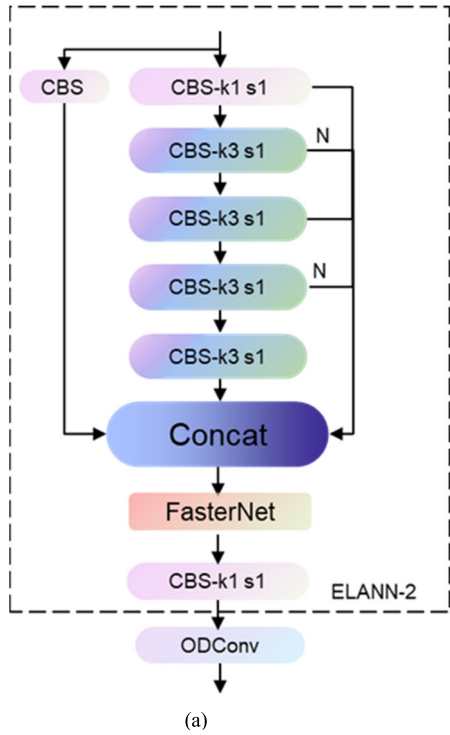 CBS
CBS-k1 s1
N
CBS-k3 s1
CBS-k3 s1
N
CBS-k3 s1
CBS-k3 s1
Concat
FasterNet
CBS-k1 s1
ELANN-2
ODConv
(a)